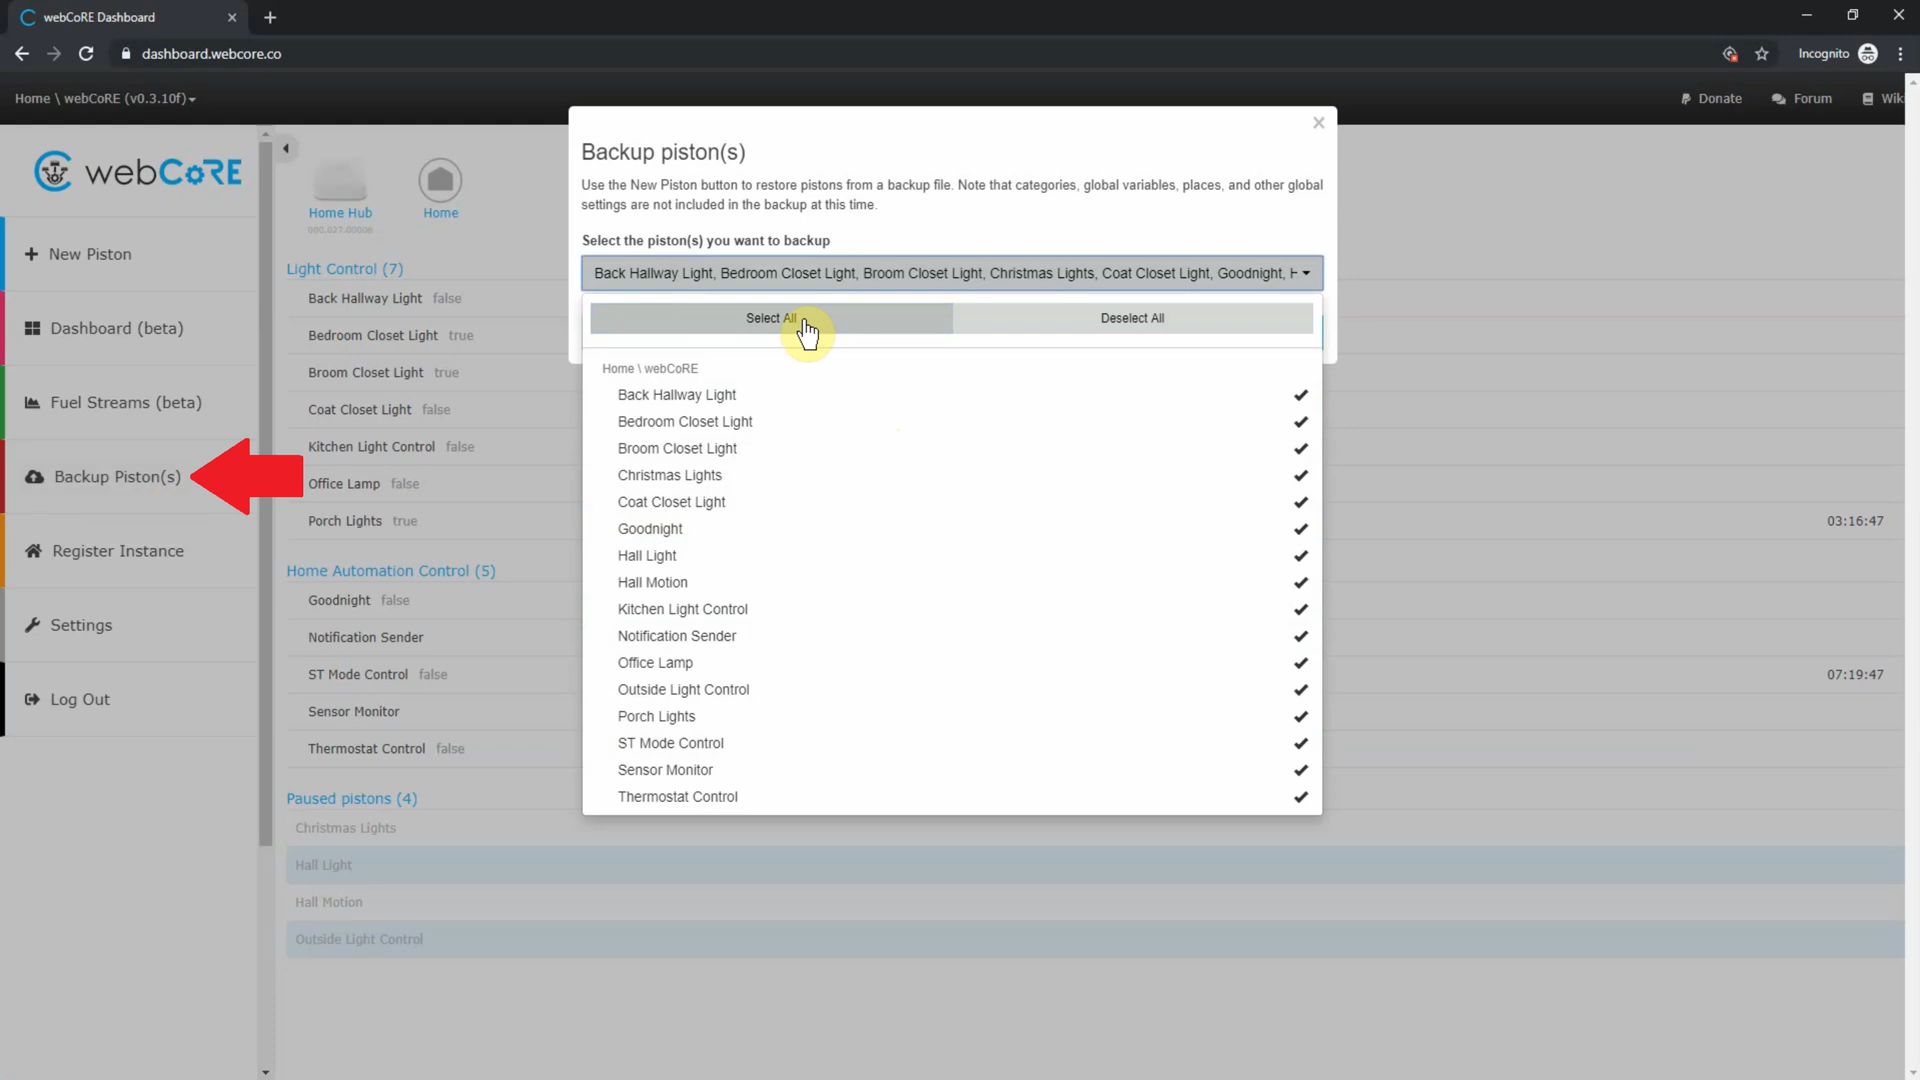 webCoRE Dashboard
dashboard.webcore.co
Incognito
Home \ webCoRE (v0.3.10f)
Donate
Forum
Wiki
webCoRE
New Piston
Dashboard (beta)
Fuel Streams (beta)
Backup Piston(s)
Register Instance
Settings
Log Out
Home Hub
000.027.00006
Home
Light Control (7)
Back Hallway Light false
Bedroom Closet Light true
Broom Closet Light true
Coat Closet Light false
Kitchen Light Control false
Office Lamp false
Porch Lights true
03:16:47
Home Automation Control (5)
Goodnight false
Notification Sender
ST Mode Control false
07:19:47
Sensor Monitor
Thermostat Control false
Paused pistons (4)
Christmas Lights
Hall Light
Hall Motion
Outside Light Control
Backup piston(s)
Use the New Piston button to restore pistons from a backup file. Note that categories, global variables, places, and other global
settings are not included in the backup at this time.
Select the piston(s) you want to backup
Back Hallway Light, Bedroom Closet Light, Broom Closet Light, Christmas Lights, Coat Closet Light, Goodnight, H
Select All
Deselect All
Home \ webCoRE
Back Hallway Light
Bedroom Closet Light
Broom Closet Light
Christmas Lights
Coat Closet Light
Goodnight
Hall Light
Hall Motion
Kitchen Light Control
Notification Sender
Office Lamp
Outside Light Control
Porch Lights
ST Mode Control
Sensor Monitor
Thermostat Control